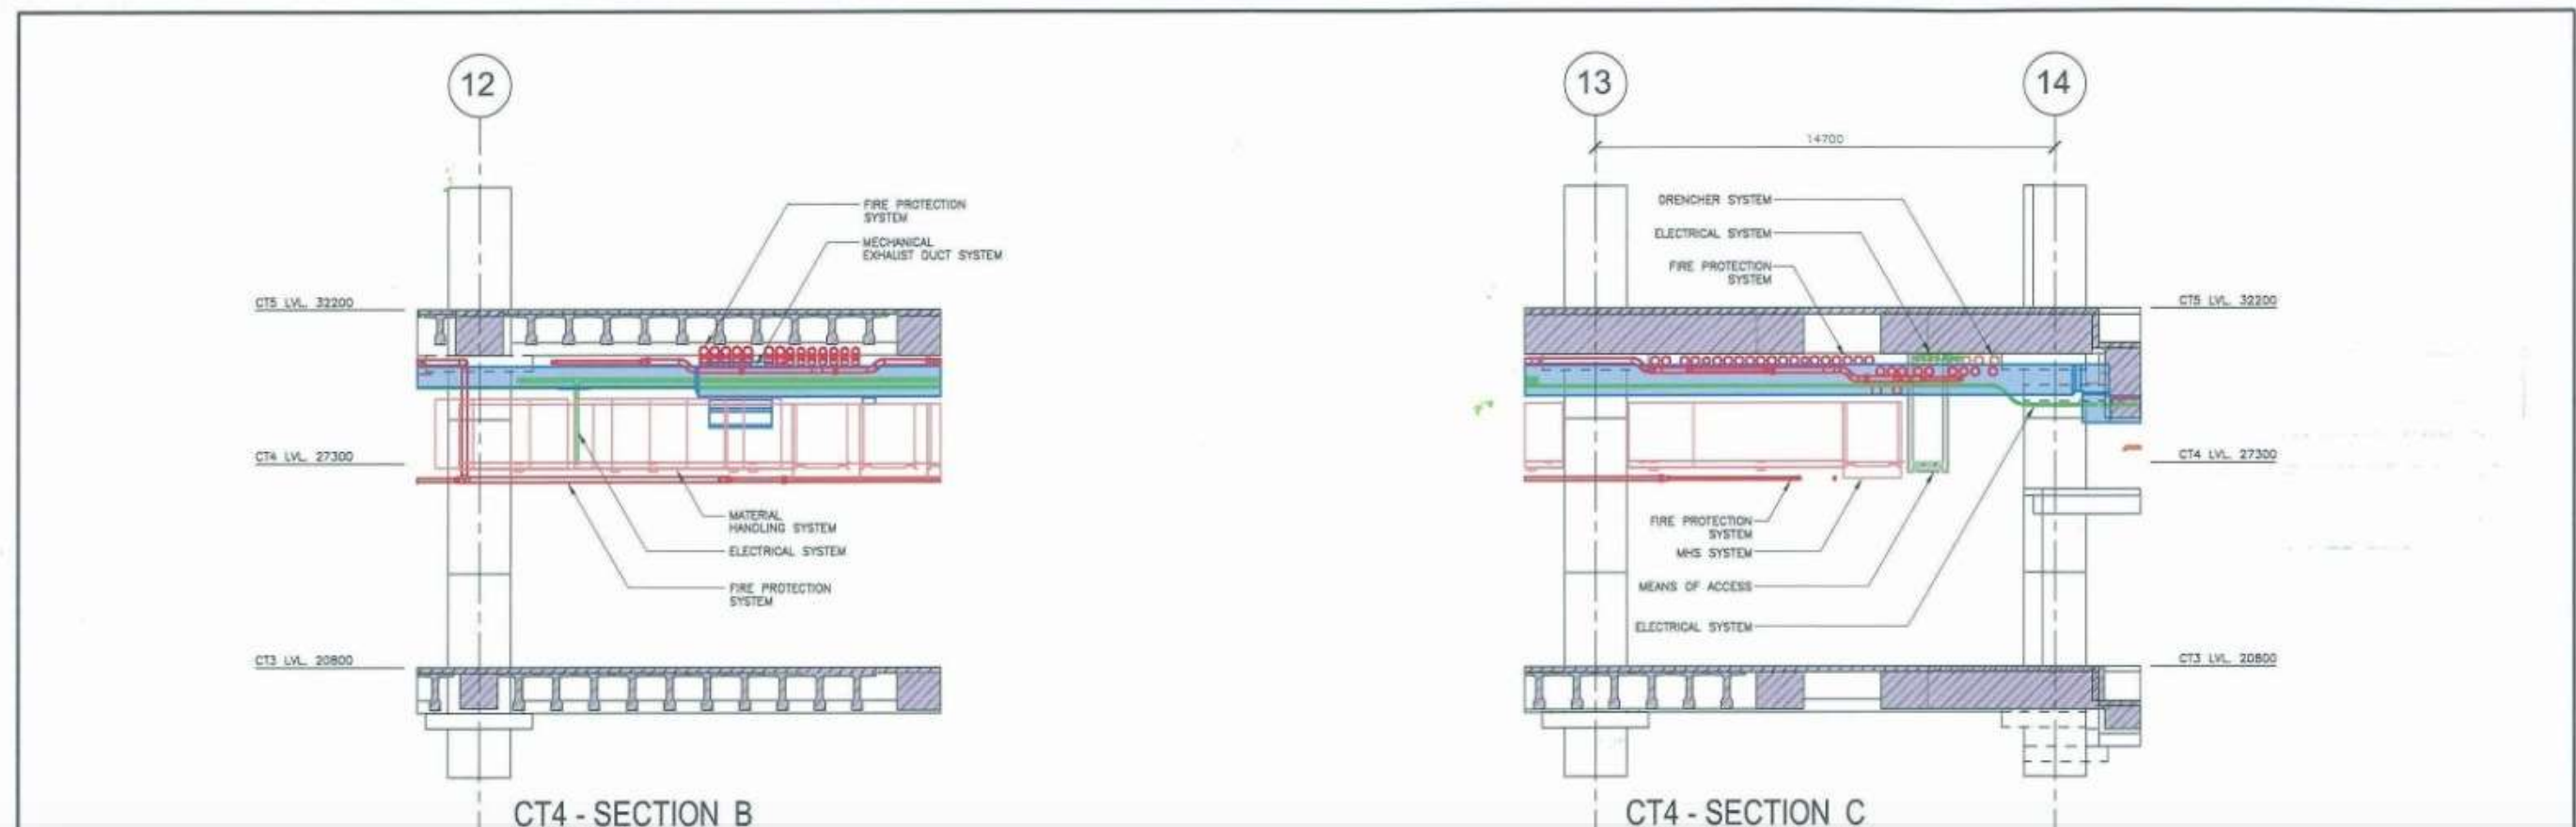 12
FIRE PROTECTION
SYSTEM
MECHANICAL
EXHAUST DUCT SYSTEM
CT5 LVL. 32200
CT4 LVL. 27300
MATERIAL
HANDLING SYSTEM
ELECTRICAL SYSTEM
FIRE PROTECTION
SYSTEM
CT3 LVL. 20800
CT4 - SECTION B
13
14
14700
DRENCHER SYSTEM
ELECTRICAL SYSTEM
FIRE PROTECTION
SYSTEM
CT5 LVL. 32200
CT4 LVL. 27300
FIRE PROTECTION
SYSTEM
MHS SYSTEM
MEANS OF ACCESS
ELECTRICAL SYSTEM
CT3 LVL. 20800
CT4 - SECTION C